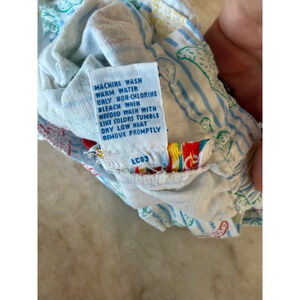 MACHINE WASH
WARM WATER
ONLY NON-CHLORINE
BLEACH WHEN
NEEDED WASH WITH
LIKE COLORS TUMBLE
DRY LOW HEAT
REMOVE PROMPTLY
LC03